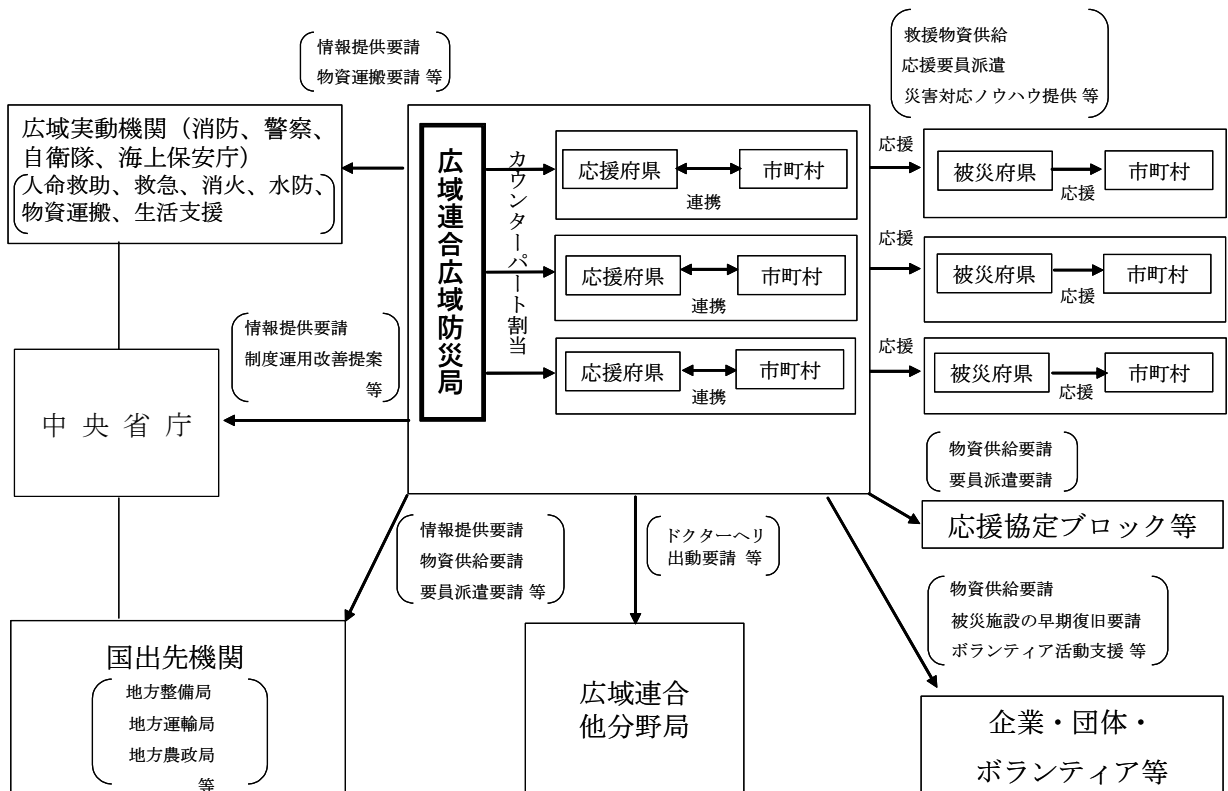 情報提供要請
物資運搬要請 等
救援物資供給
応援要員派遣
災害対応ノウハウ提供 等
広域実動機関（消防、警察、
自衛隊、海上保安庁）
人命救助、救急、消火、水防、
物資運搬、生活支援
広域連合広域防災局
カウンターパート割当
応援府県
市町村
連携
応援
被災府県
市町村
応援
応援府県
市町村
連携
応援
被災府県
市町村
応援
応援府県
市町村
連携
応援
被災府県
市町村
応援
情報提供要請
制度運用改善提案
等
中央省庁
物資供給要請
要員派遣要請
応援協定ブロック等
情報提供要請
物資供給要請
要員派遣要請 等
ドクターヘリ
出動要請 等
物資供給要請
被災施設の早期復旧要請
ボランティア活動支援 等
国出先機関
地方整備局
地方運輸局
地方農政局
等
広域連合
他分野局
企業・団体・
ボランティア等